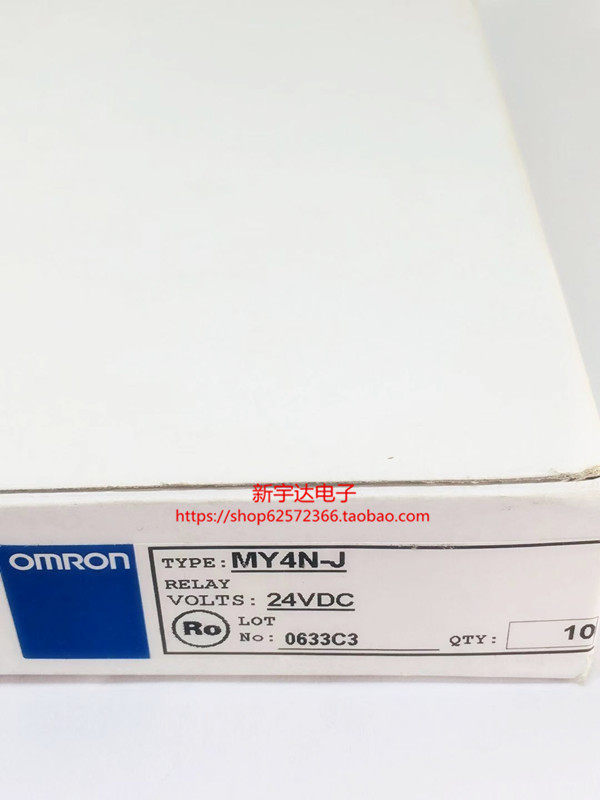 新宇达电子
https://shop62572366.taobao.com
OMRON
TYPE: MY4N-J
RELAY
VOLTS: 24VDC
Ro
LOT
No: 0633C3
QTY: 10